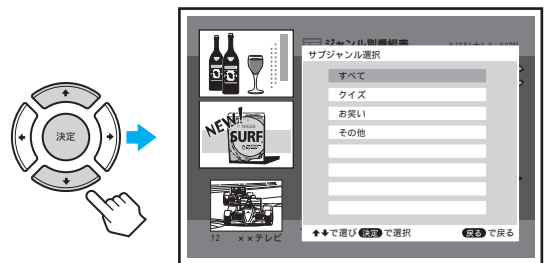 決定
ジャンル別番組表
サブジャンル選択
すべて
クイズ
お笑い
その他
NEW!
SURF
12 ××テレビ
で選び 決定 で選択
戻る で戻る